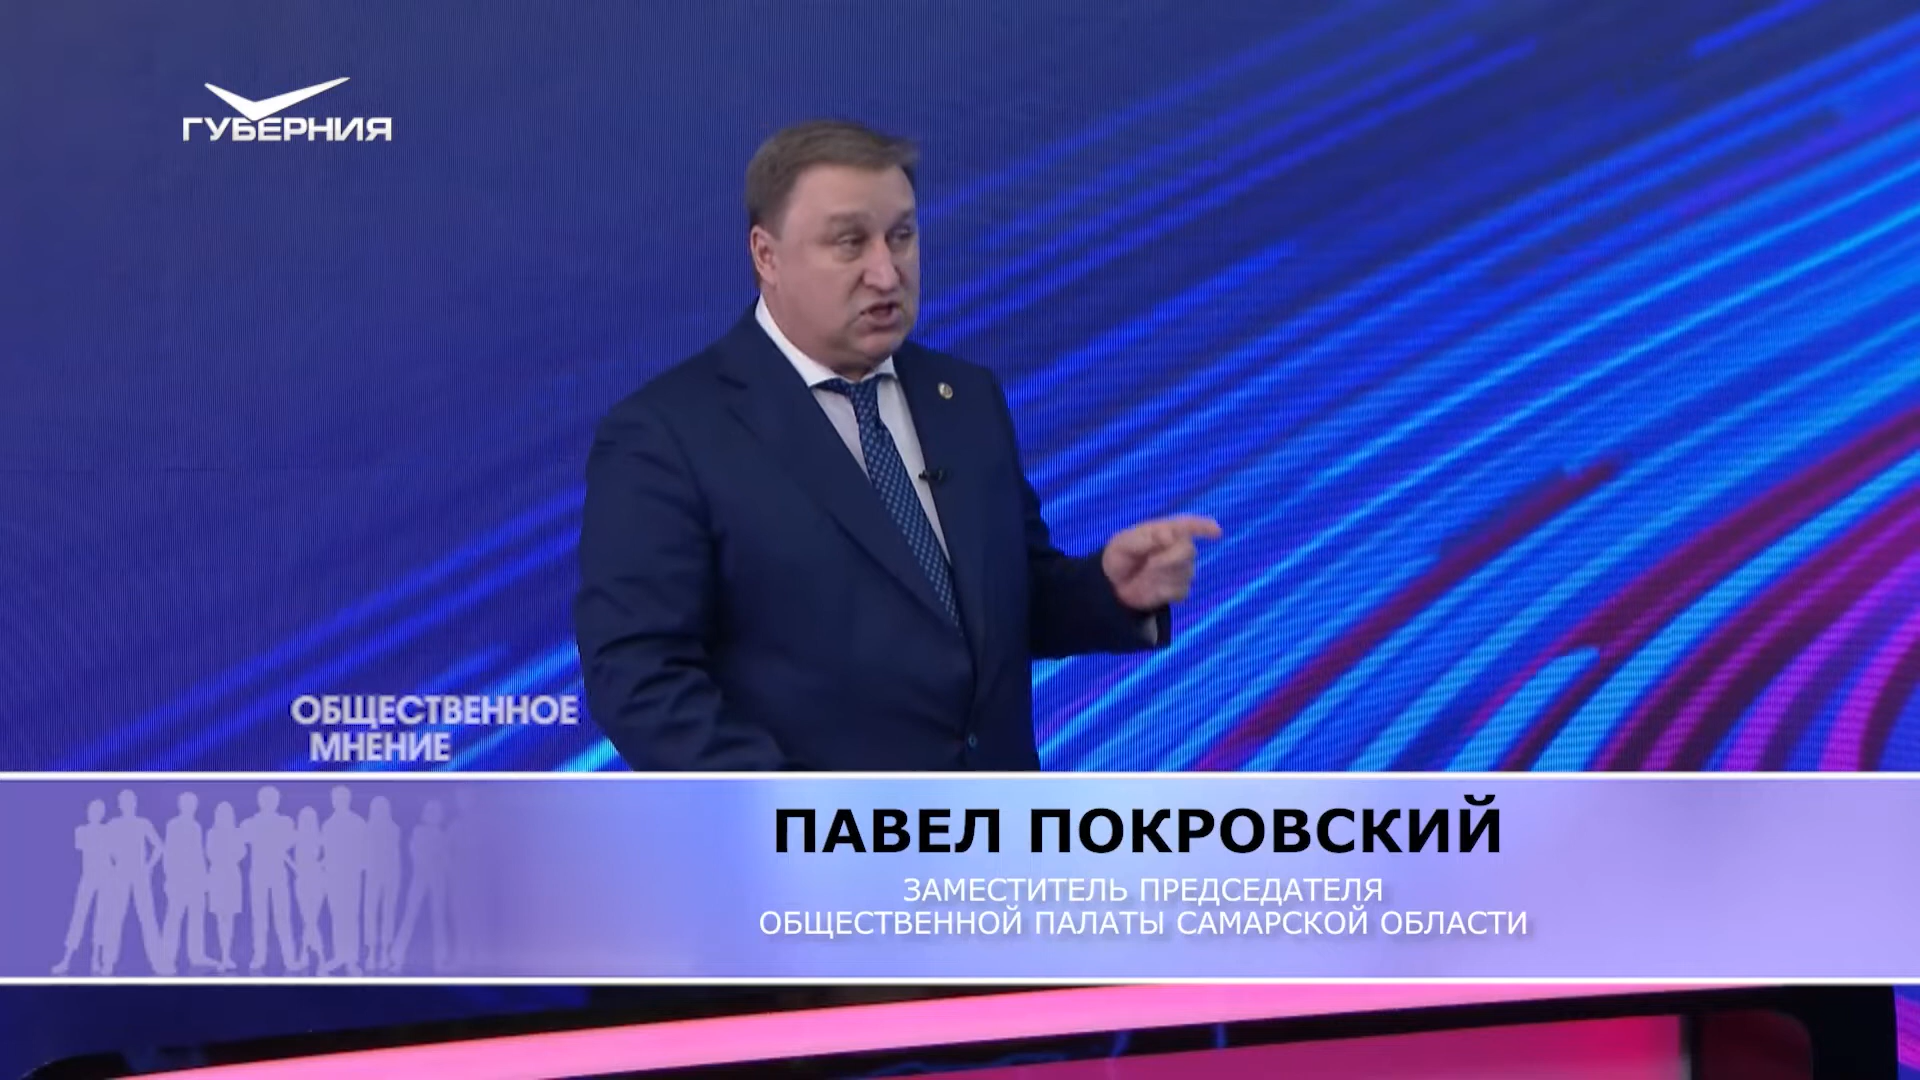 ГУБЕРНИЯ
ОБЩЕСТВЕННОЕ
МНЕНИЕ
ПАВЕЛ ПОКРОВСКИЙ
ЗАМЕСТИТЕЛЬ ПРЕДСЕДАТЕЛЯ
ОБЩЕСТВЕННОЙ ПАЛАТЫ САМАРСКОЙ ОБЛАСТИ